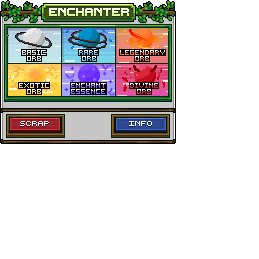 ENCHANTER
BASIC ORB
RARE ORB
LEGENDARY ORB
EXOTIC ORB
ENCHANT ESSENCE
DIVINE ORB
SCRAP
INFO